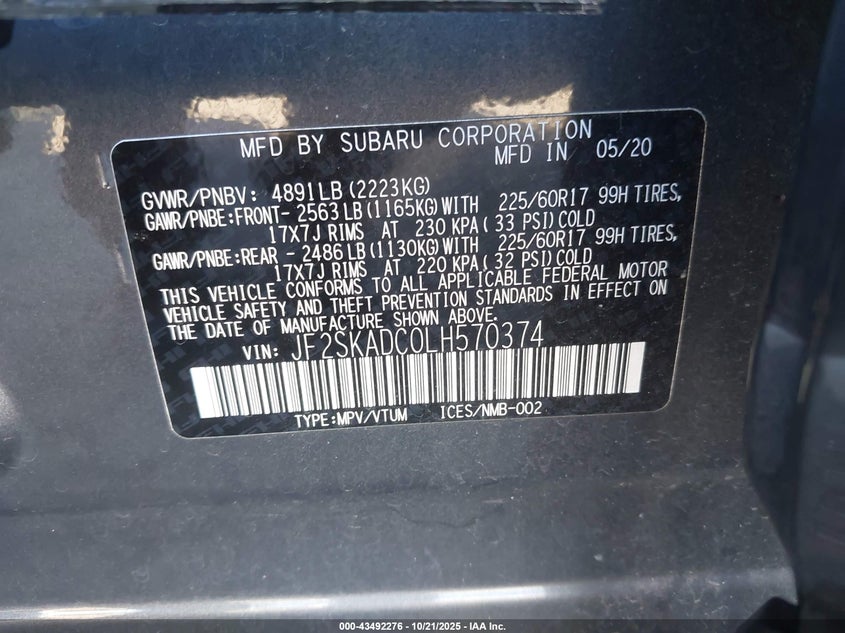 MFD BY SUBARU CORPORATION
MFD IN 05/20
GVWR/PNBV: 4891LB (2223KG)
GAWR/PNBE:FRONT- 2563 LB (1165KG) WITH 225/60R17 99H TIRES,
17X7J RIMS AT 230 KPA ( 33 PSI) COLD
GAWR/PNBE:REAR - 2486 LB (1130KG) WITH 225/60R17 99H TIRES,
17X7J RIMS AT 220 KPA ( 32 PSI) COLD
THIS VEHICLE CONFORMS TO ALL APPLICABLE FEDERAL MOTOR
VEHICLE SAFETY AND THEFT PREVENTION STANDARDS IN EFFECT ON
THE DATE OF MANUFACTURE SHOWN ABOVE.
VIN: JF2SKADC0LH570374
TYPE:MPV/VTUM ICES/NMB-002
000-43492276 - 10/21/2025 - IAA Inc.